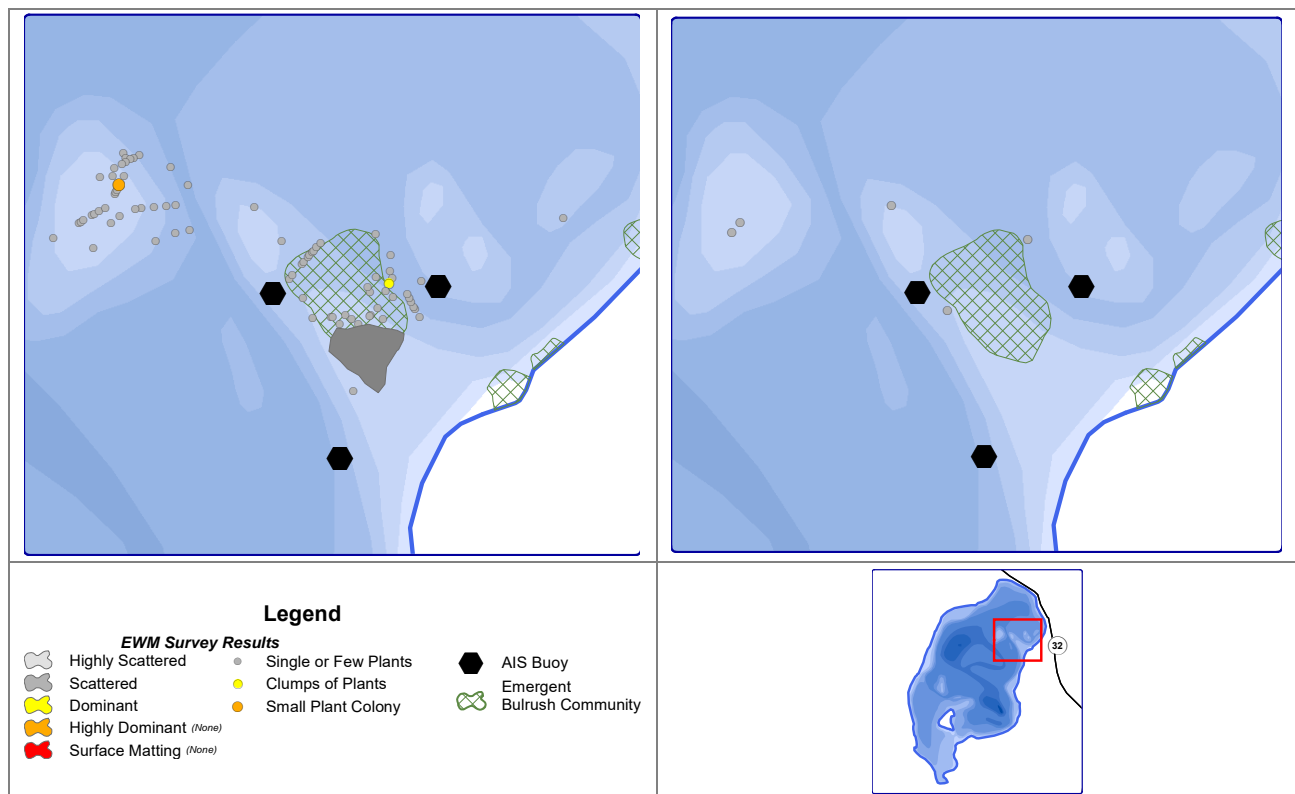 Legend
EWM Survey Results
Highly Scattered
Scattered
Dominant
Highly Dominant (None)
Surface Matting (None)
Single or Few Plants
Clumps of Plants
Small Plant Colony
AIS Buoy
Emergent
Bulrush Community
32